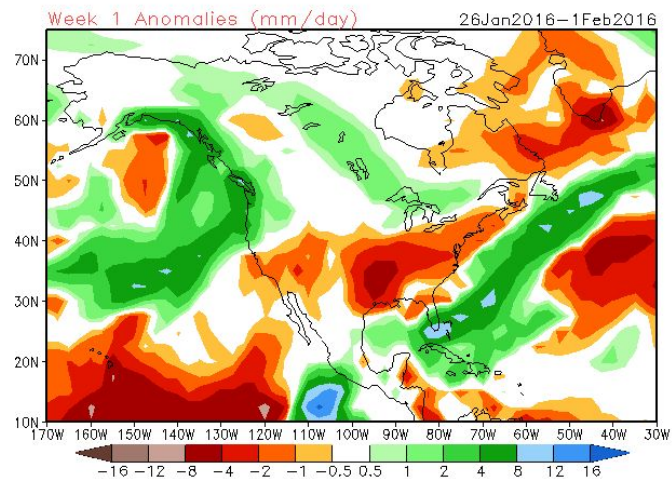 Week 1 Anomalies (mm/day) 26Jan2016–1Feb2016
70N
60N
50N
40N
30N
20N
10N
170W 160W 150W 140W 130W 120W 110W 100W 90W 80W 70W 60W 50W 40W 30W
−16 −12 −8 −4 −2 −1 −0.5 0.5 1 2 4 8 12 16